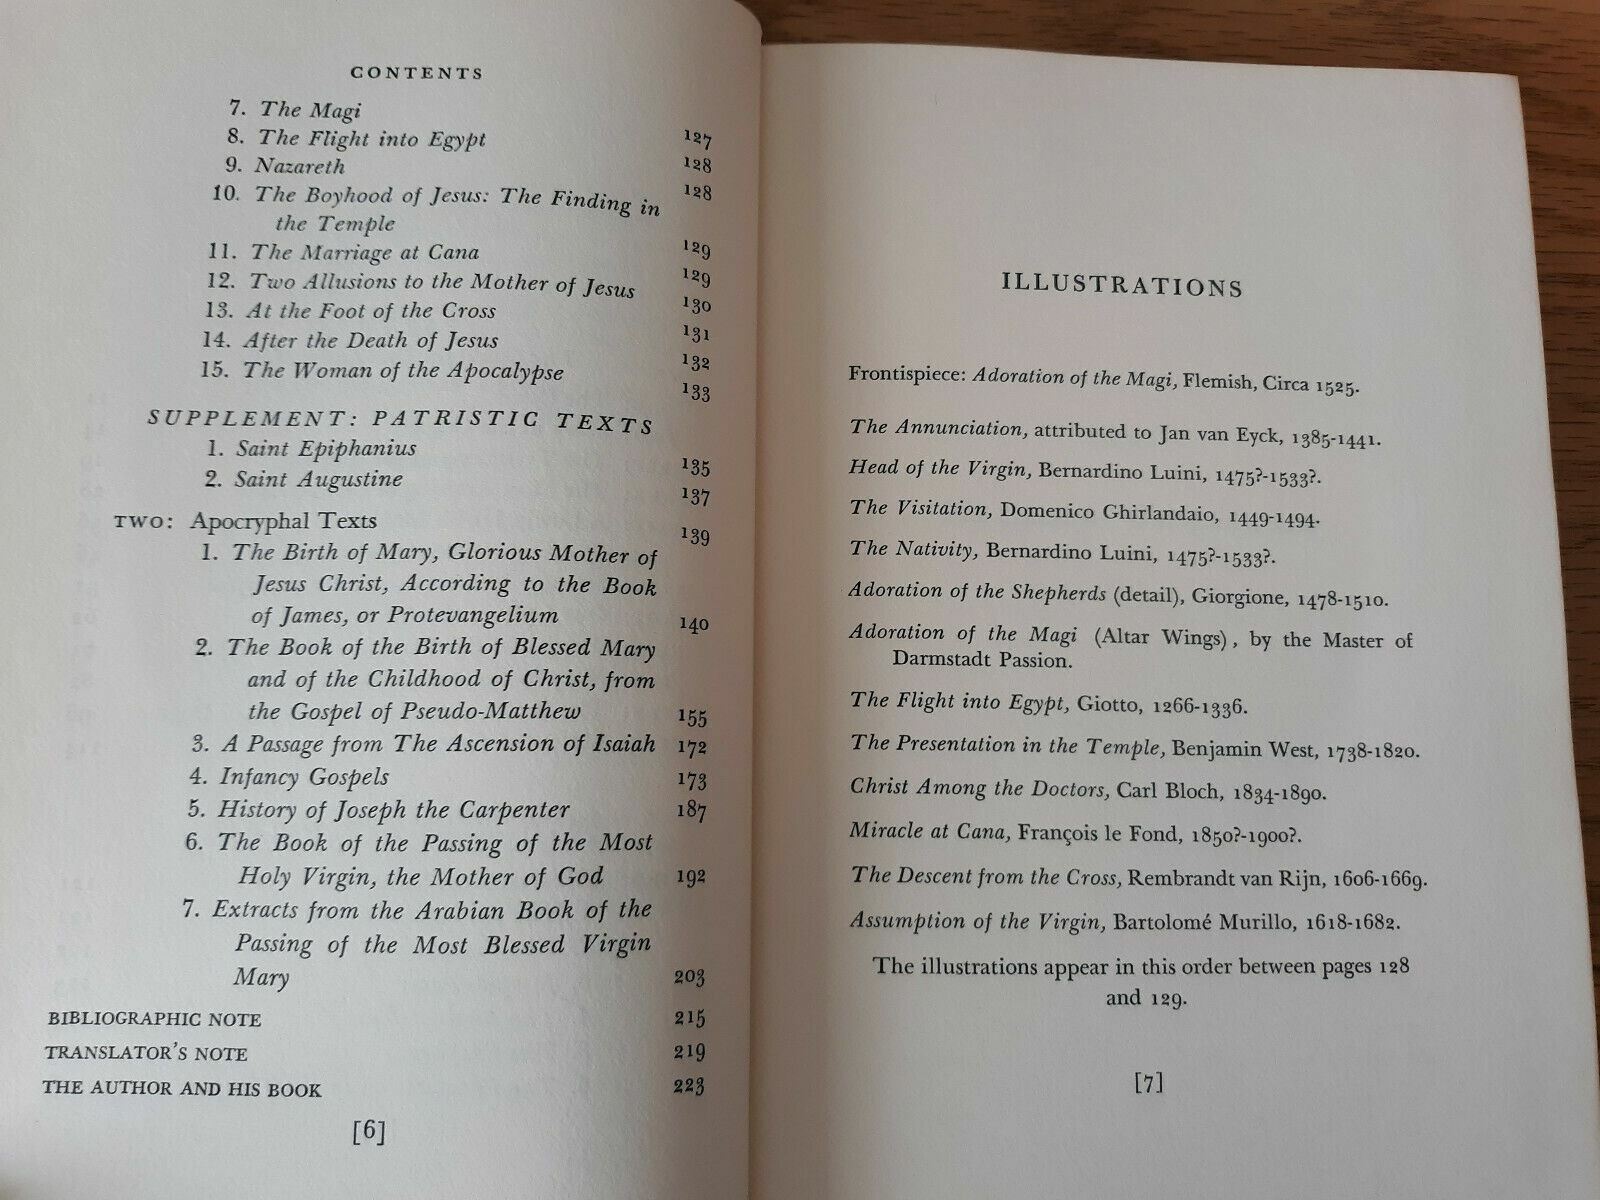 CONTENTS
7. The Magi 127
8. The Flight into Egypt 128
9. Nazareth 128
10. The Boyhood of Jesus: The Finding in
the Temple 129
11. The Marriage at Cana 129
12. Two Allusions to the Mother of Jesus 130
13. At the Foot of the Cross 131
14. After the Death of Jesus 132
15. The Woman of the Apocalypse 133
SUPPLEMENT: PATRISTIC TEXTS
1. Saint Epiphanius 135
2. Saint Augustine 137
TWO: Apocryphal Texts 139
1. The Birth of Mary, Glorious Mother of
Jesus Christ, According to the Book
of James, or Protevangelium 140
2. The Book of the Birth of Blessed Mary
and of the Childhood of Christ, from
the Gospel of Pseudo-Matthew 155
3. A Passage from The Ascension of Isaiah 172
4. Infancy Gospels 173
5. History of Joseph the Carpenter 187
6. The Book of the Passing of the Most
Holy Virgin, the Mother of God 192
7. Extracts from the Arabian Book of the
Passing of the Most Blessed Virgin
Mary 203
BIBLIOGRAPHIC NOTE 215
TRANSLATOR'S NOTE 219
THE AUTHOR AND HIS BOOK 223
[6]
ILLUSTRATIONS
Frontispiece: Adoration of the Magi, Flemish, Circa 1525.
The Annunciation, attributed to Jan van Eyck, 1385-1441.
Head of the Virgin, Bernardino Luini, 1475?-1533?.
The Visitation, Domenico Ghirlandaio, 1449-1494.
The Nativity, Bernardino Luini, 1475?-1533?.
Adoration of the Shepherds (detail), Giorgione, 1478-1510.
Adoration of the Magi (Altar Wings), by the Master of
Darmstadt Passion.
The Flight into Egypt, Giotto, 1266-1336.
The Presentation in the Temple, Benjamin West, 1738-1820.
Christ Among the Doctors, Carl Bloch, 1834-1890.
Miracle at Cana, François le Fond, 1850?-1900?.
The Descent from the Cross, Rembrandt van Rijn, 1606-1669.
Assumption of the Virgin, Bartolomé Murillo, 1618-1682.
The illustrations appear in this order between pages 128
and 129.
[7]